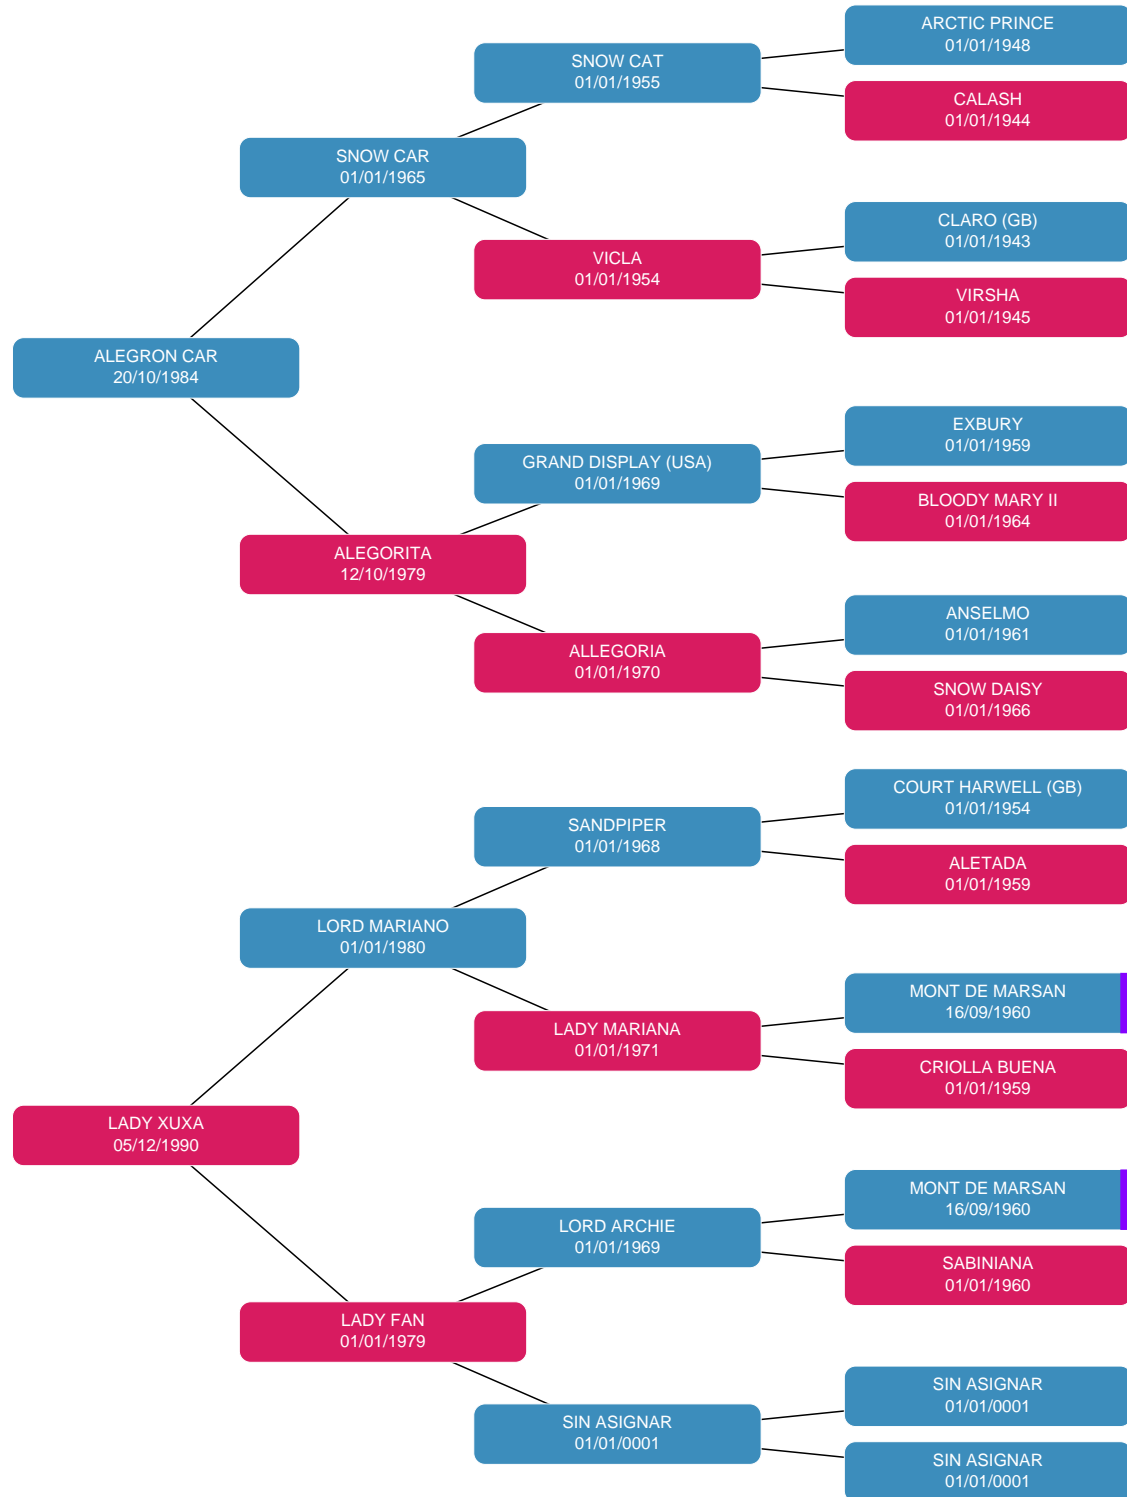 ARCTIC PRINCE
01/01/1948
SNOW CAT
01/01/1955
CALASH
01/01/1944
SNOW CAR
01/01/1965
CLARO (GB)
01/01/1943
VICLA
01/01/1954
VIRSHA
01/01/1945
ALEGRON CAR
20/10/1984
EXBURY
01/01/1959
GRAND DISPLAY (USA)
01/01/1969
BLOODY MARY II
01/01/1964
ALEGORITA
12/10/1979
ANSELMO
01/01/1961
ALLEGORIA
01/01/1970
SNOW DAISY
01/01/1966
COURT HARWELL (GB)
01/01/1954
SANDPIPER
01/01/1968
ALETADA
01/01/1959
LORD MARIANO
01/01/1980
MONT DE MARSAN
16/09/1960
LADY MARIANA
01/01/1971
CRIOLLA BUENA
01/01/1959
LADY XUXA
05/12/1990
MONT DE MARSAN
16/09/1960
LORD ARCHIE
01/01/1969
SABINIANA
01/01/1960
LADY FAN
01/01/1979
SIN ASIGNAR
01/01/0001
SIN ASIGNAR
01/01/0001
SIN ASIGNAR
01/01/0001